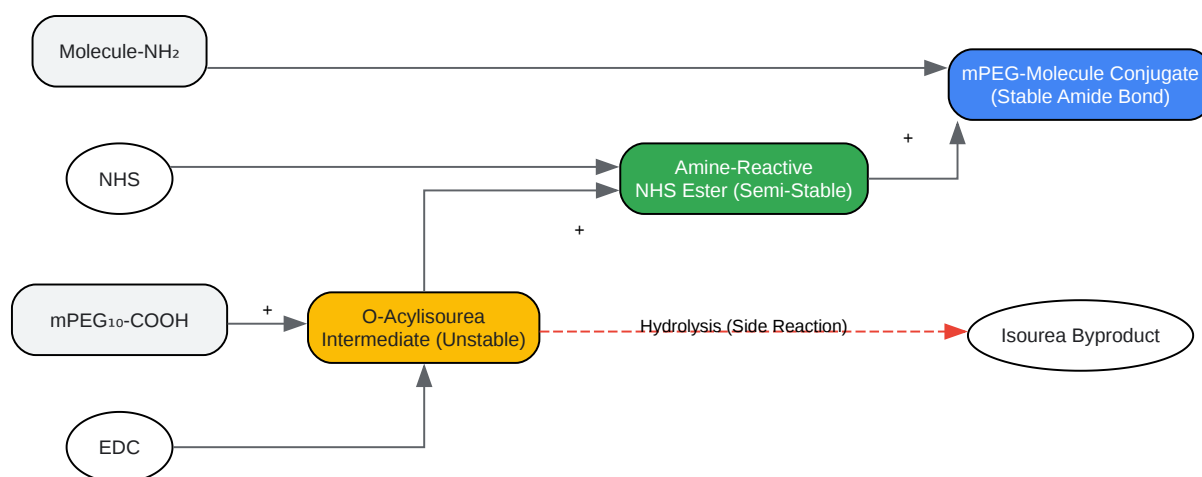 Molecule-NH₂
mPEG-Molecule Conjugate
(Stable Amide Bond)
+
NHS
Amine-Reactive
NHS Ester (Semi-Stable)
+
mPEG₁₀-COOH
+
O-Acylisourea
Intermediate (Unstable)
Hydrolysis (Side Reaction)
Isourea Byproduct
EDC